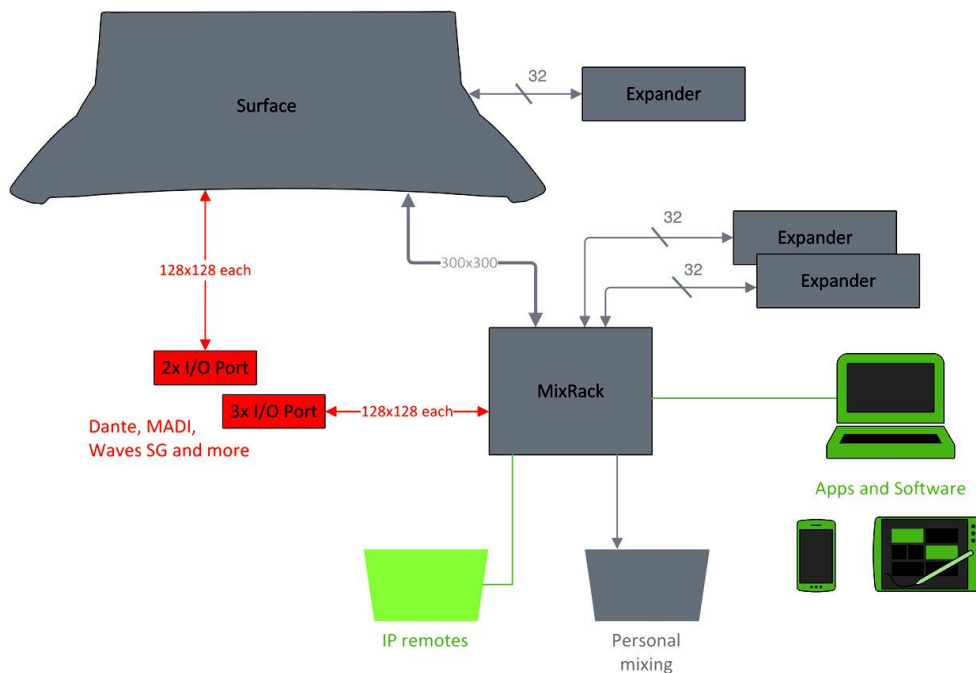 32
Surface
Expander
32
Expander
128x128 each
300x300
32
Expander
2x I/O Port
MixRack
3x I/O Port
128x128 each
Dante, MADI,
Waves SG and more
Apps and Software
IP remotes
Personal
mixing